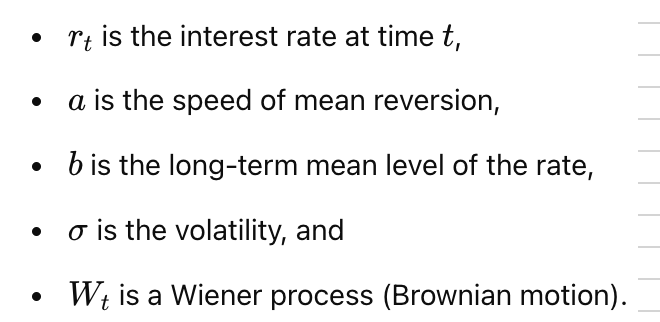 • r_t is the interest rate at time t,
• a is the speed of mean reversion,
• b is the long-term mean level of the rate,
• σ is the volatility, and
• W_t is a Wiener process (Brownian motion).